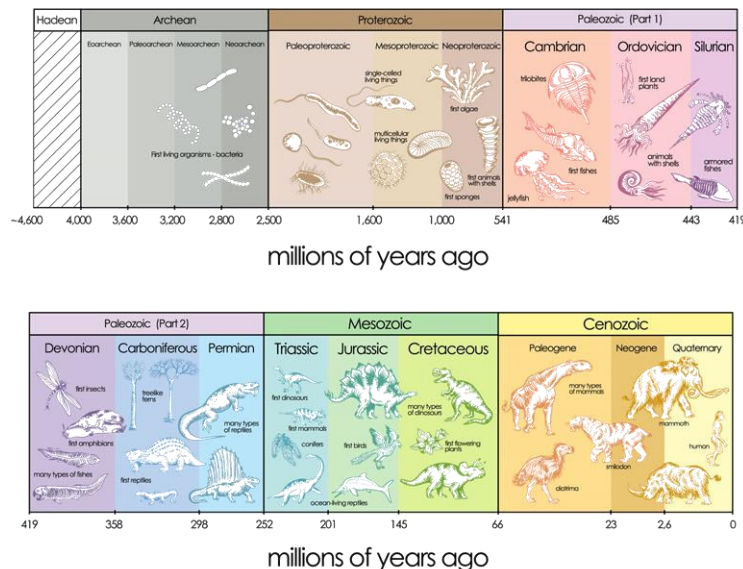 Hadean
Archean
Proterozoic
Paleozoic (Part 1)
Eoarchean
Paleoarchean
Mesoarchean
Neoarchean
Paleoproterozoic
Mesoproterozoic
Neoproterozoic
Cambrian
Ordovician
Silurian
First living organisms - bacteria
single-celled
living things
multicellular
living things
first algae
first animals
with shells
first sponges
trilobites
first fishes
jellyfish
first land
plants
animals
with shells
armored
fishes
~4,600
4,000
3,600
3,200
2,800
2,500
1,600
1,000
541
485
443
419
millions of years ago
Paleozoic (Part 2)
Mesozoic
Cenozoic
Devonian
Carboniferous
Permian
Triassic
Jurassic
Cretaceous
Paleogene
Neogene
Quaternary
first insects
first amphibians
many types of fishes
treelike
ferns
first reptiles
many types
of reptiles
first dinosaurs
first mammals
conifers
ocean-living reptiles
first birds
many types
of dinosaurs
first flowering
plants
many types
of mammals
diatrima
smilodon
mammoth
human
419
358
298
252
201
145
66
23
2,6
0
millions of years ago